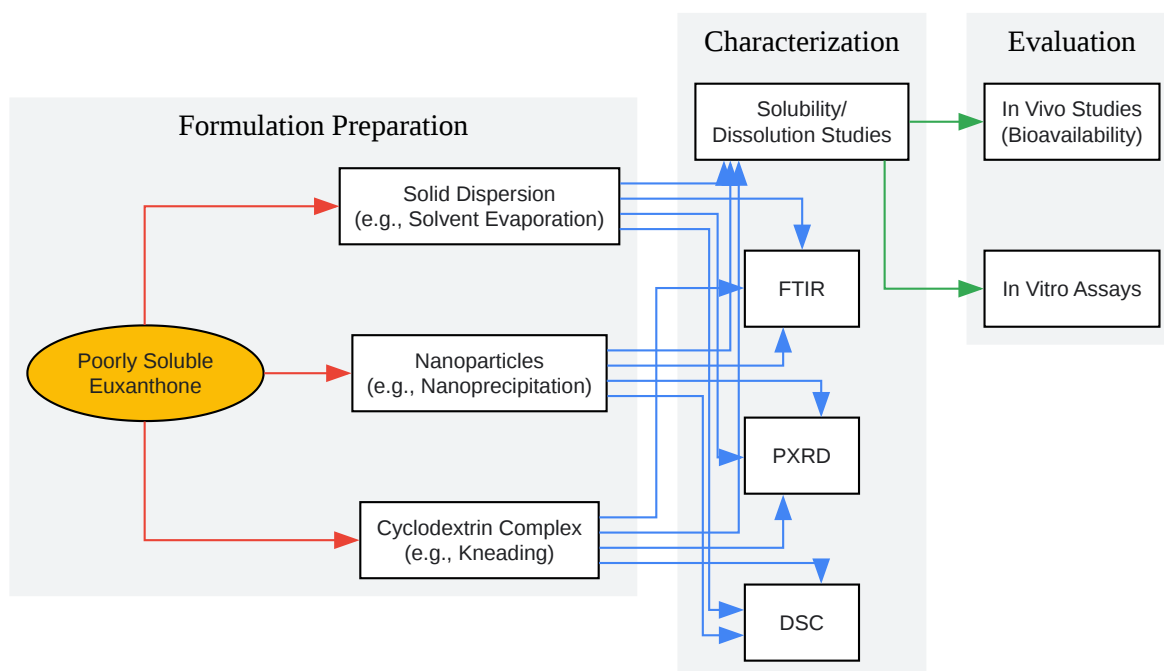 Formulation Preparation
Poorly Soluble
Euxanthone
Solid Dispersion
(e.g., Solvent Evaporation)
Nanoparticles
(e.g., Nanoprecipitation)
Cyclodextrin Complex
(e.g., Kneading)
Characterization
Solubility/
Dissolution Studies
FTIR
PXRD
DSC
Evaluation
In Vivo Studies
(Bioavailability)
In Vitro Assays